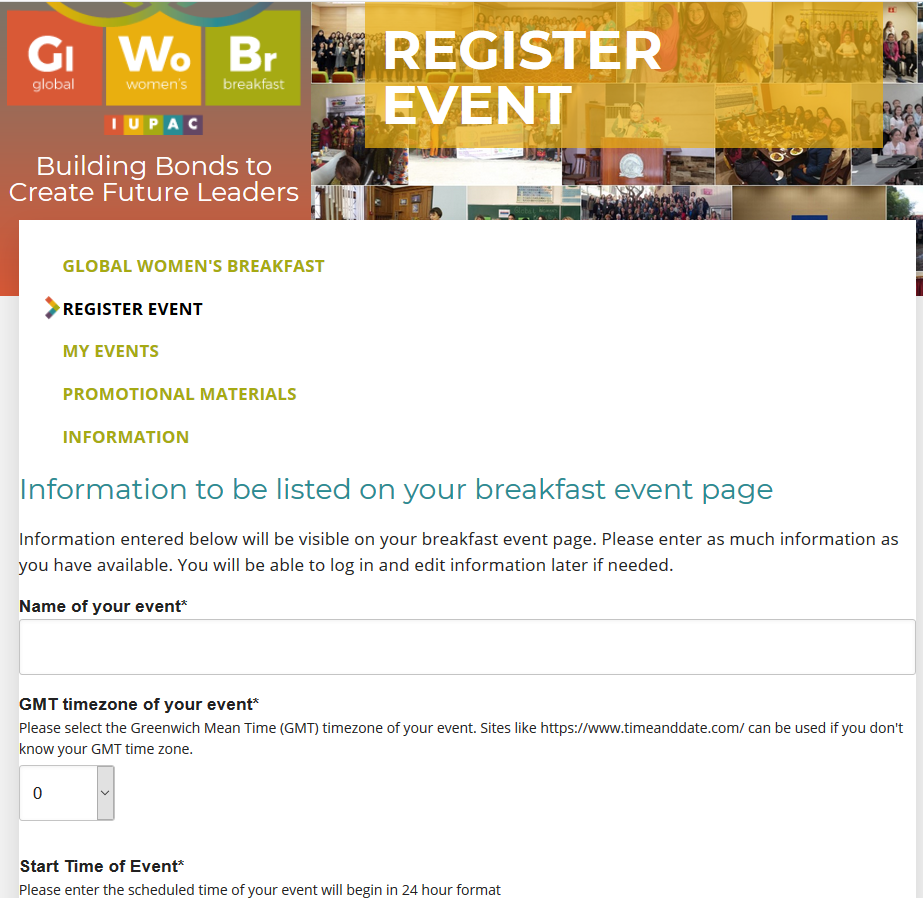 GI
global
Wo
women's
Br
breakfast
IUPAC
Building Bonds to
Create Future Leaders
REGISTER
EVENT
GLOBAL WOMEN'S BREAKFAST
REGISTER EVENT
MY EVENTS
PROMOTIONAL MATERIALS
INFORMATION
Information to be listed on your breakfast event page
Information entered below will be visible on your breakfast event page. Please enter as much information as
you have available. You will be able to log in and edit information later if needed.
Name of your event*
GMT timezone of your event*
Please select the Greenwich Mean Time (GMT) timezone of your event. Sites like https://www.timeanddate.com/ can be used if you don't
know your GMT time zone.
0
Start Time of Event*
Please enter the scheduled time of your event will begin in 24 hour format